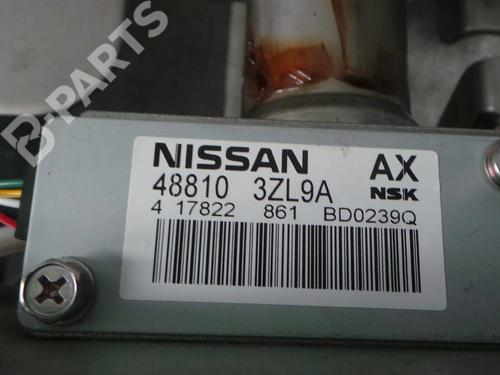 B-PARTS
NISSAN AX
48810 3ZL9A NSK
4 17822 861 BD0239Q